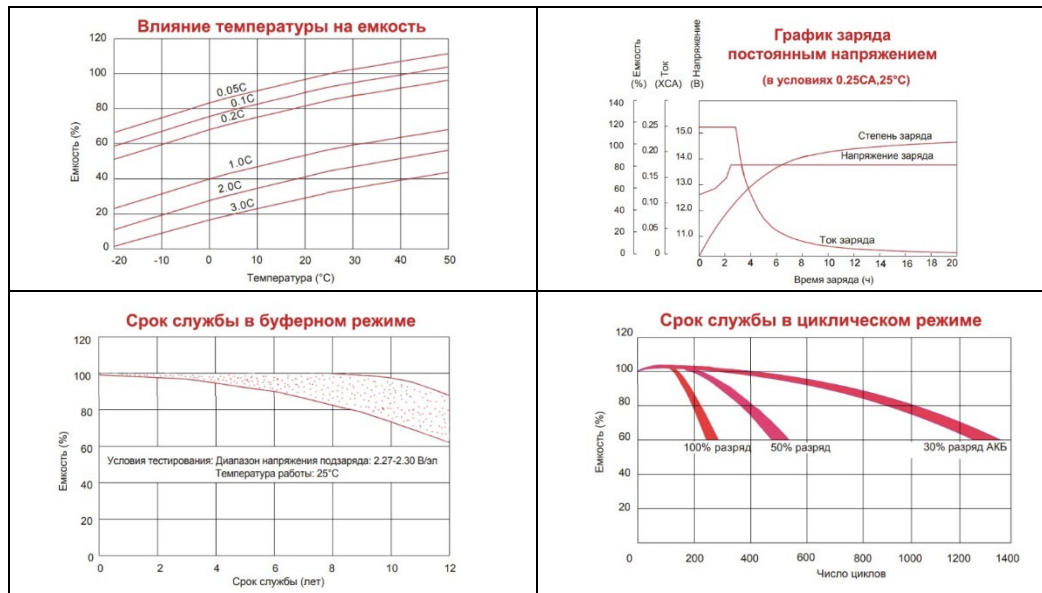 Влияние температуры на емкость
120
100
80
60
40
20
0
Емкость (%)
0.05C
0.1C
0.2C
1.0C
2.0C
3.0C
-20 -10 0 10 20 30 40 50
Температура (°C)
График заряда
постоянным напряжением
(в условиях 0.25CA,25°C)
Емкость (%)
Ток (XCA)
Напряжение (В)
140
120 0.25 15.0
100 0.20 14.0
80 0.15 13.0
60
40 0.10 12.0
20 0.05 11.0
0 0
Степень заряда
Напряжение заряда
Ток заряда
0 2 4 6 8 10 12 14 16 18 20
Время заряда (ч)
Срок службы в буферном режиме
120
100
80
60
40
20
0
Емкость (%)
Условия тестирования: Диапазон напряжения подзаряда: 2.27-2.30 В/эл
Температура работы: 25°C
0 2 4 6 8 10 12
Срок службы (лет)
Срок службы в циклическом режиме
120
100
80
60
40
20
0
Емкость (%)
100% разряд 50% разряд 30% разряд АКБ
0 200 400 600 800 1000 1200 1400
Число циклов